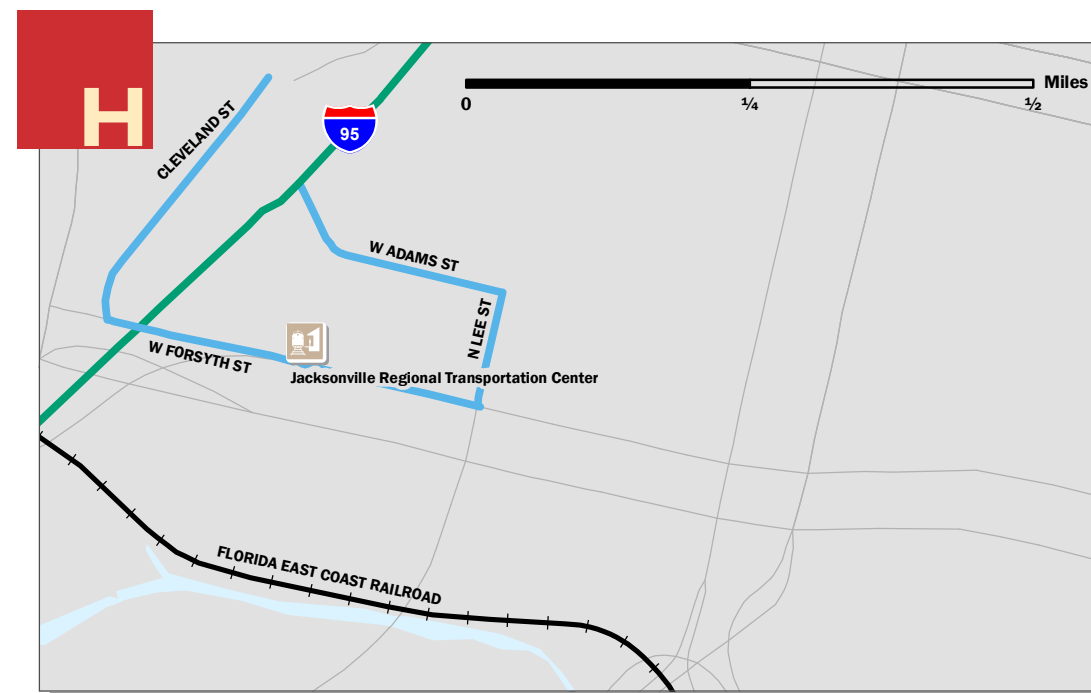 H
Miles
0 ¼ ½
CLEVELAND ST
95
W ADAMS ST
N LEE ST
W FORSYTH ST
Jacksonville Regional Transportation Center
FLORIDA EAST COAST RAILROAD